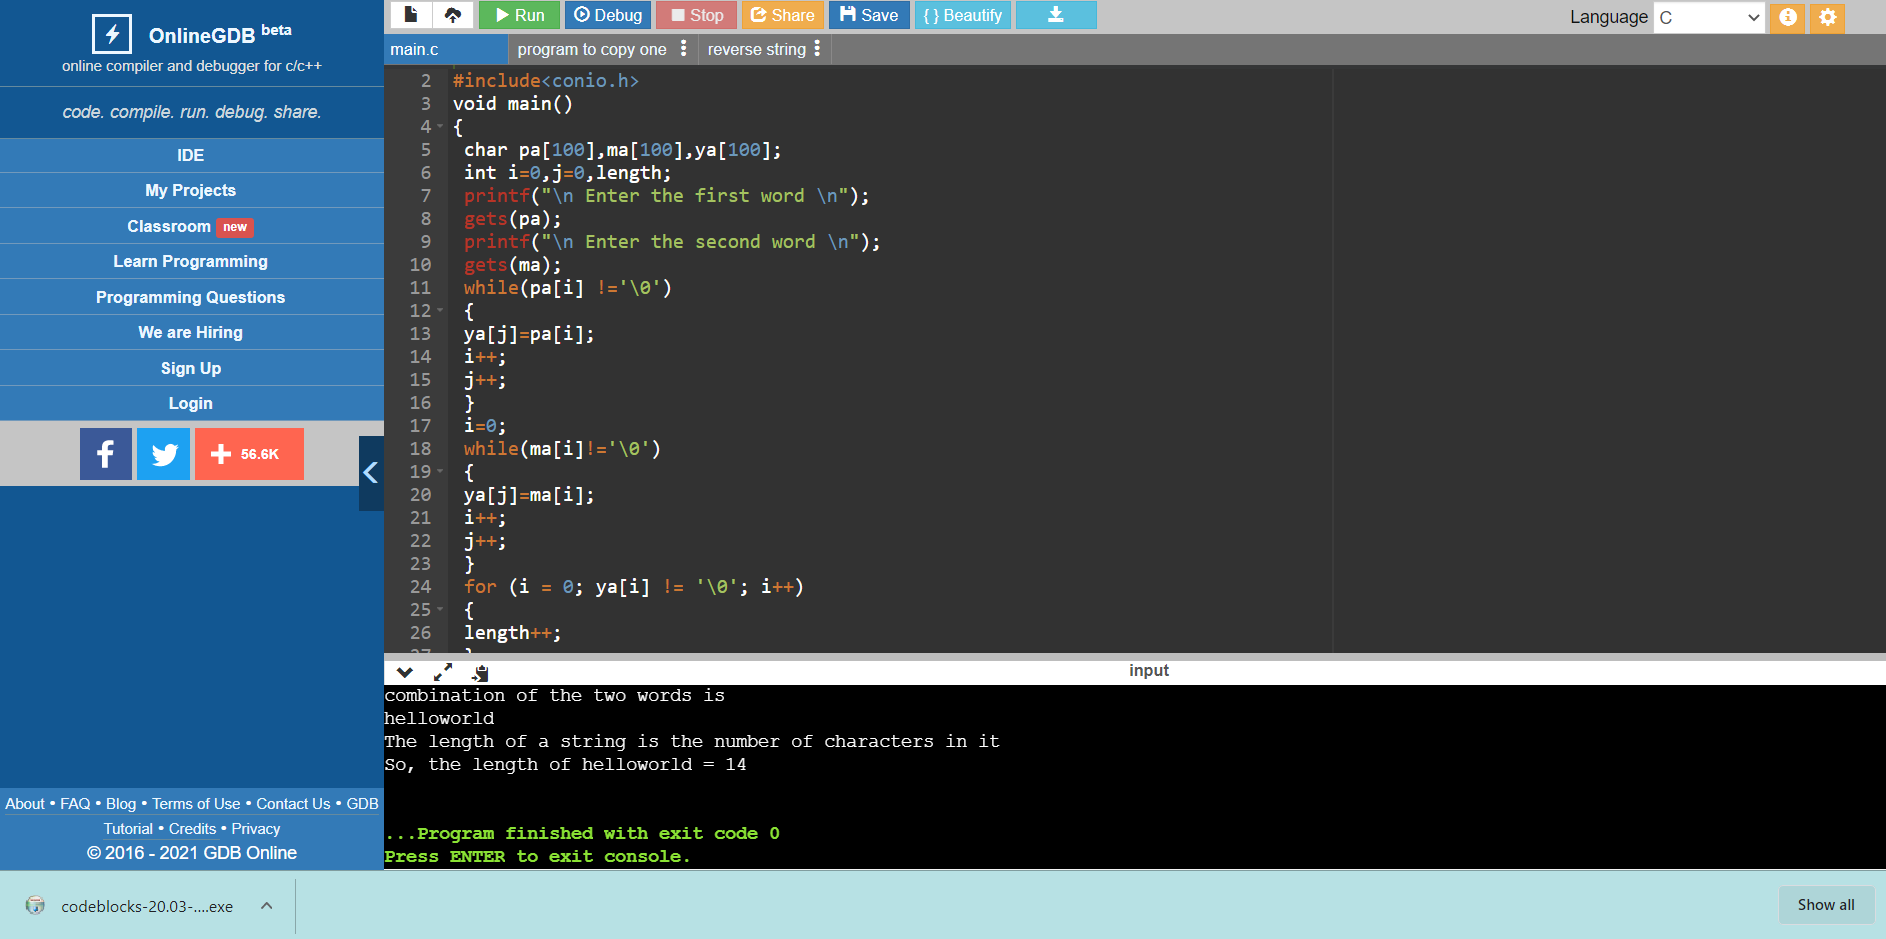 OnlineGDB beta
online compiler and debugger for c/c++
code. compile. run. debug. share.
IDE
My Projects
Classroom new
Learn Programming
Programming Questions
We are Hiring
Sign Up
Login
56.6K
About • FAQ • Blog • Terms of Use • Contact Us • GDB
Tutorial • Credits • Privacy
© 2016 - 2021 GDB Online
Run Debug Stop Share Save { } Beautify
Language C
main.c program to copy one reverse string
2 #include<conio.h>
3 void main()
4 {
5 char pa[100],ma[100],ya[100];
6 int i=0,j=0,length;
7 printf("\n Enter the first word \n");
8 gets(pa);
9 printf("\n Enter the second word \n");
10 gets(ma);
11 while(pa[i] !='\0')
12 {
13 ya[j]=pa[i];
14 i++;
15 j++;
16 }
17 i=0;
18 while(ma[i]!='\0')
19 {
20 ya[j]=ma[i];
21 i++;
22 j++;
23 }
24 for (i = 0; ya[i] != '\0'; i++)
25 {
26 length++;
input
combination of the two words is
helloworld
The length of a string is the number of characters in it
So, the length of helloworld = 14
...Program finished with exit code 0
Press ENTER to exit console.
codeblocks-20.03-....exe
Show all